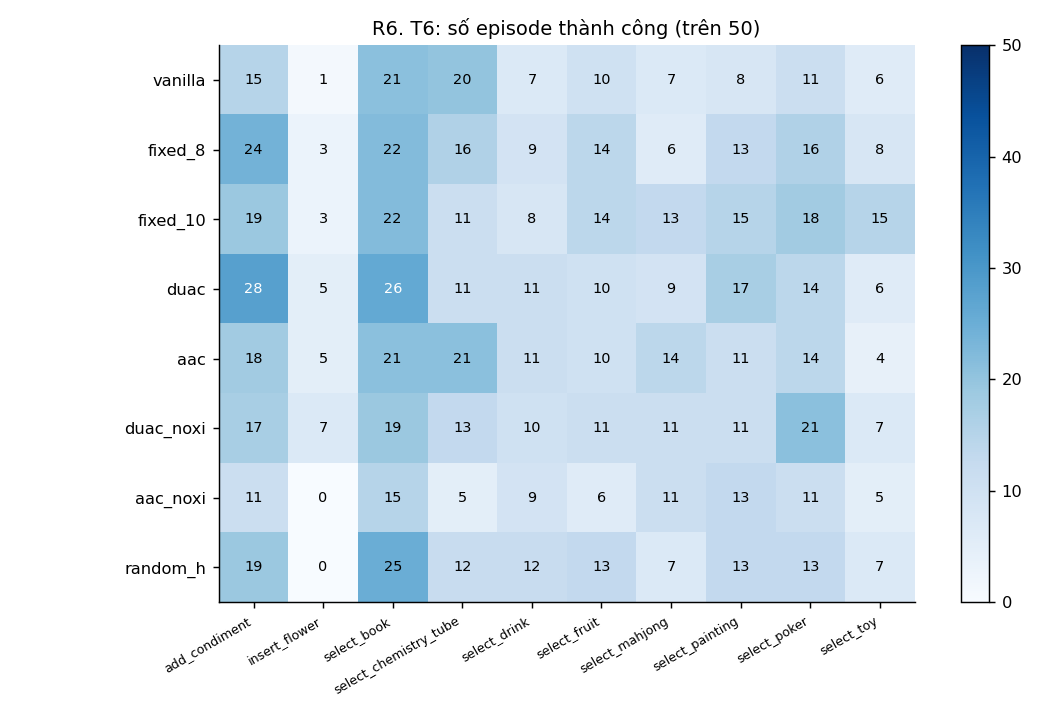 R6. T6: số episode thành công (trên 50)
vanilla 15 1 21 20 7 10 7 8 11 6
fixed_8 24 3 22 16 9 14 6 13 16 8
fixed_10 19 3 22 11 8 14 13 15 18 15
duac 28 5 26 11 11 10 9 17 14 6
aac 18 5 21 21 11 10 14 11 14 4
duac_noxi 17 7 19 13 10 11 11 11 21 7
aac_noxi 11 0 15 5 9 6 11 13 11 5
random_h 19 0 25 12 12 13 7 13 13 7
add_condiment insert_flower select_book select_chemistry_tube select_drink select_fruit select_mahjong select_painting select_poker select_toy
50
40
30
20
10
0